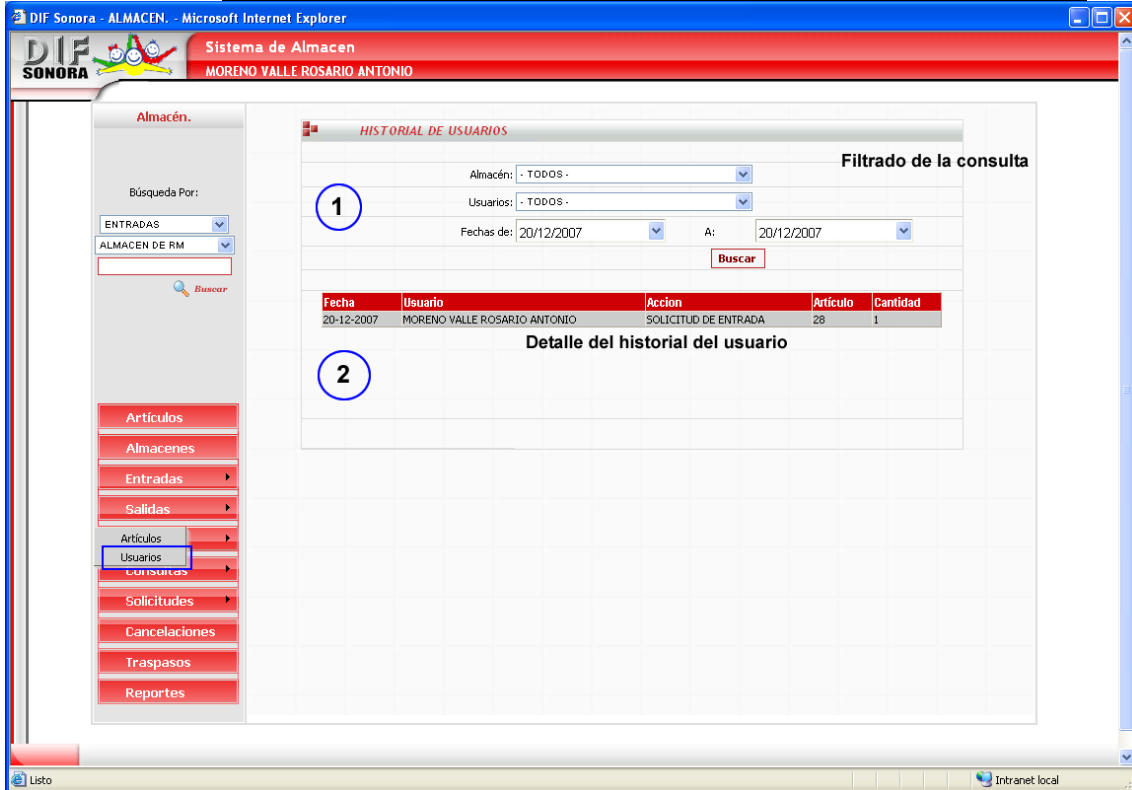 DIF Sonora - ALMACEN. - Microsoft Internet Explorer
DIF
SONORA
Sistema de Almacen
MORENO VALLE ROSARIO ANTONIO
Almacén.
Búsqueda Por:
ENTRADAS
ALMACEN DE RM
Buscar
HISTORIAL DE USUARIOS
Filtrado de la consulta
1
Almacén: - TODOS -
Usuarios: - TODOS -
Fechas de: 20/12/2007 A: 20/12/2007
Buscar
Fecha Usuario Accion Artículo Cantidad
20-12-2007 MORENO VALLE ROSARIO ANTONIO SOLICITUD DE ENTRADA 28 1
Detalle del historial del usuario
2
Artículos
Almacenes
Entradas
Salidas
Artículos
Usuarios
Consultas
Solicitudes
Cancelaciones
Traspasos
Reportes
Listo
Intranet local